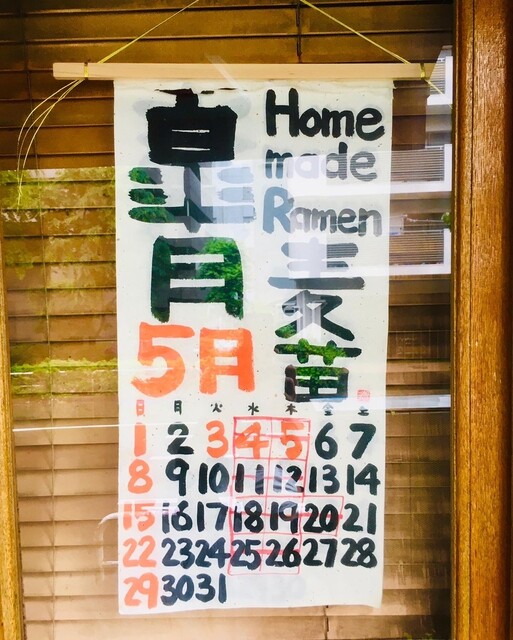 Home
made
Ramen
麦苗
皐月
5月
日 月 火 水 木 金 土
1 2 3 4 5 6 7
8 9 10 11 12 13 14
15 16 17 18 19 20 21
22 23 24 25 26 27 28
29 30 31